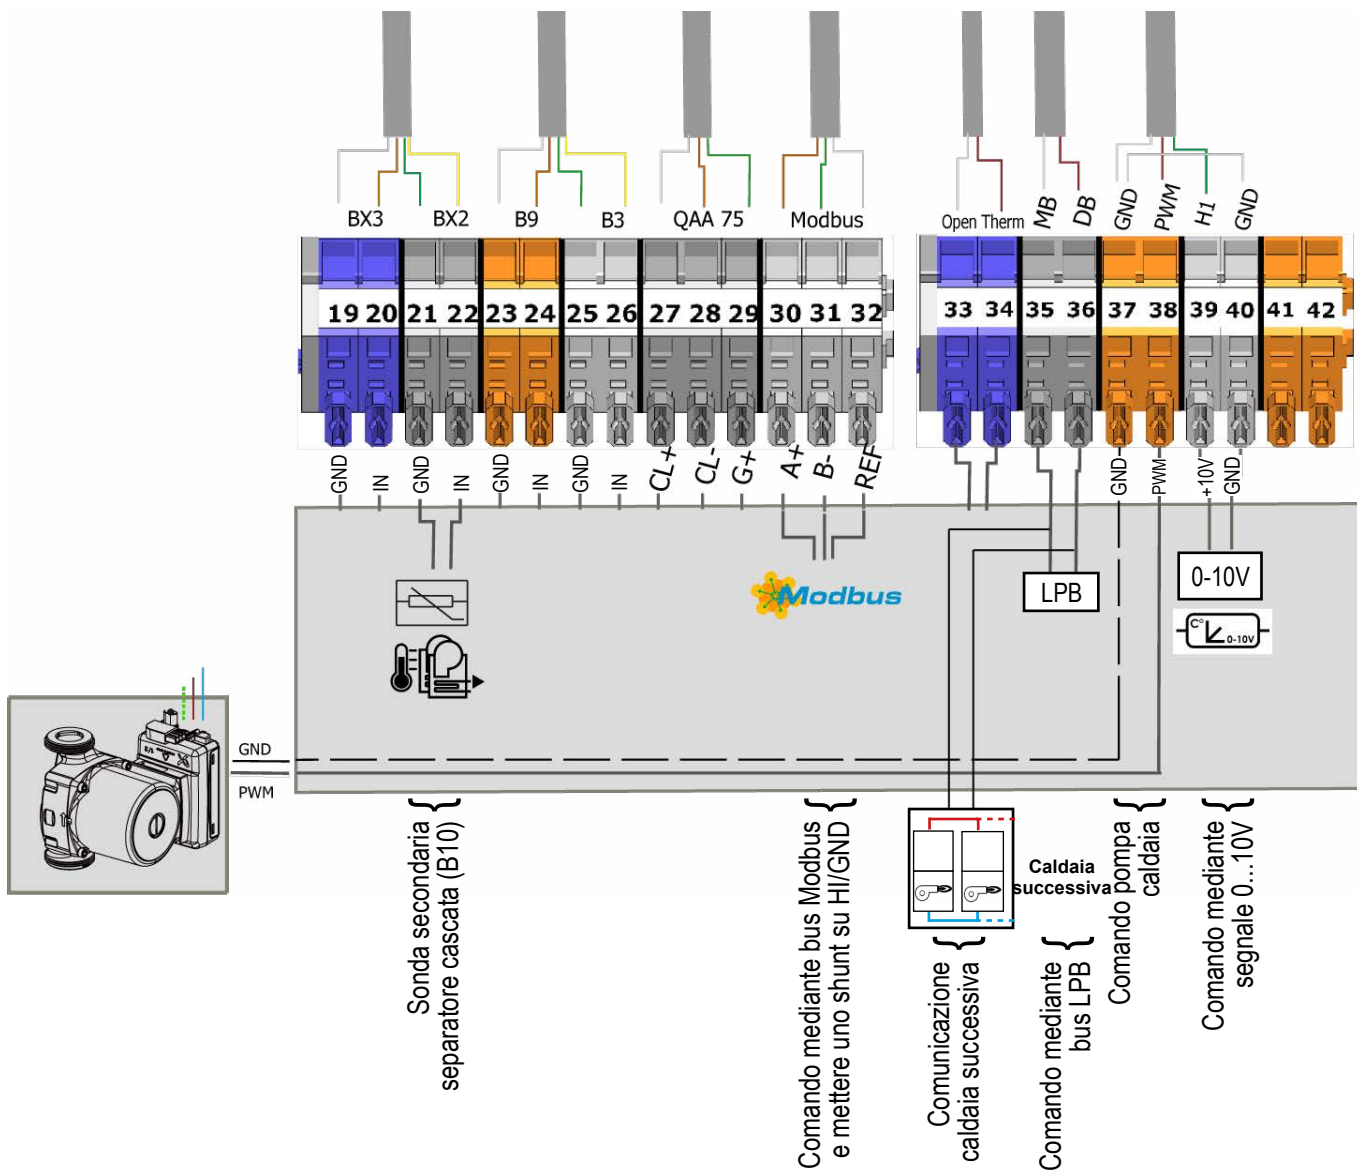 BX3 BX2 B9 B3 QAA 75 Modbus
Open Therm MB DB GND PWM H1 GND
19 20 21 22 23 24 25 26 27 28 29 30 31 32
33 34 35 36 37 38 39 40 41 42
GND IN GND IN GND IN GND IN CL+ CL- G+ A+ B- REF
GND PWM +10V GND
Modbus
LPB
0-10V
C° 0-10V
GND
PWM
Caldaia
successiva
Sonda secondaria
separatore cascata (B10)
Comando mediante bus Modbus
e mettere uno shunt su HI/GND
Comunicazione
caldaia successiva
Comando mediante
bus LPB
Comando pompa
caldaia
Comando mediante
segnale 0...10V